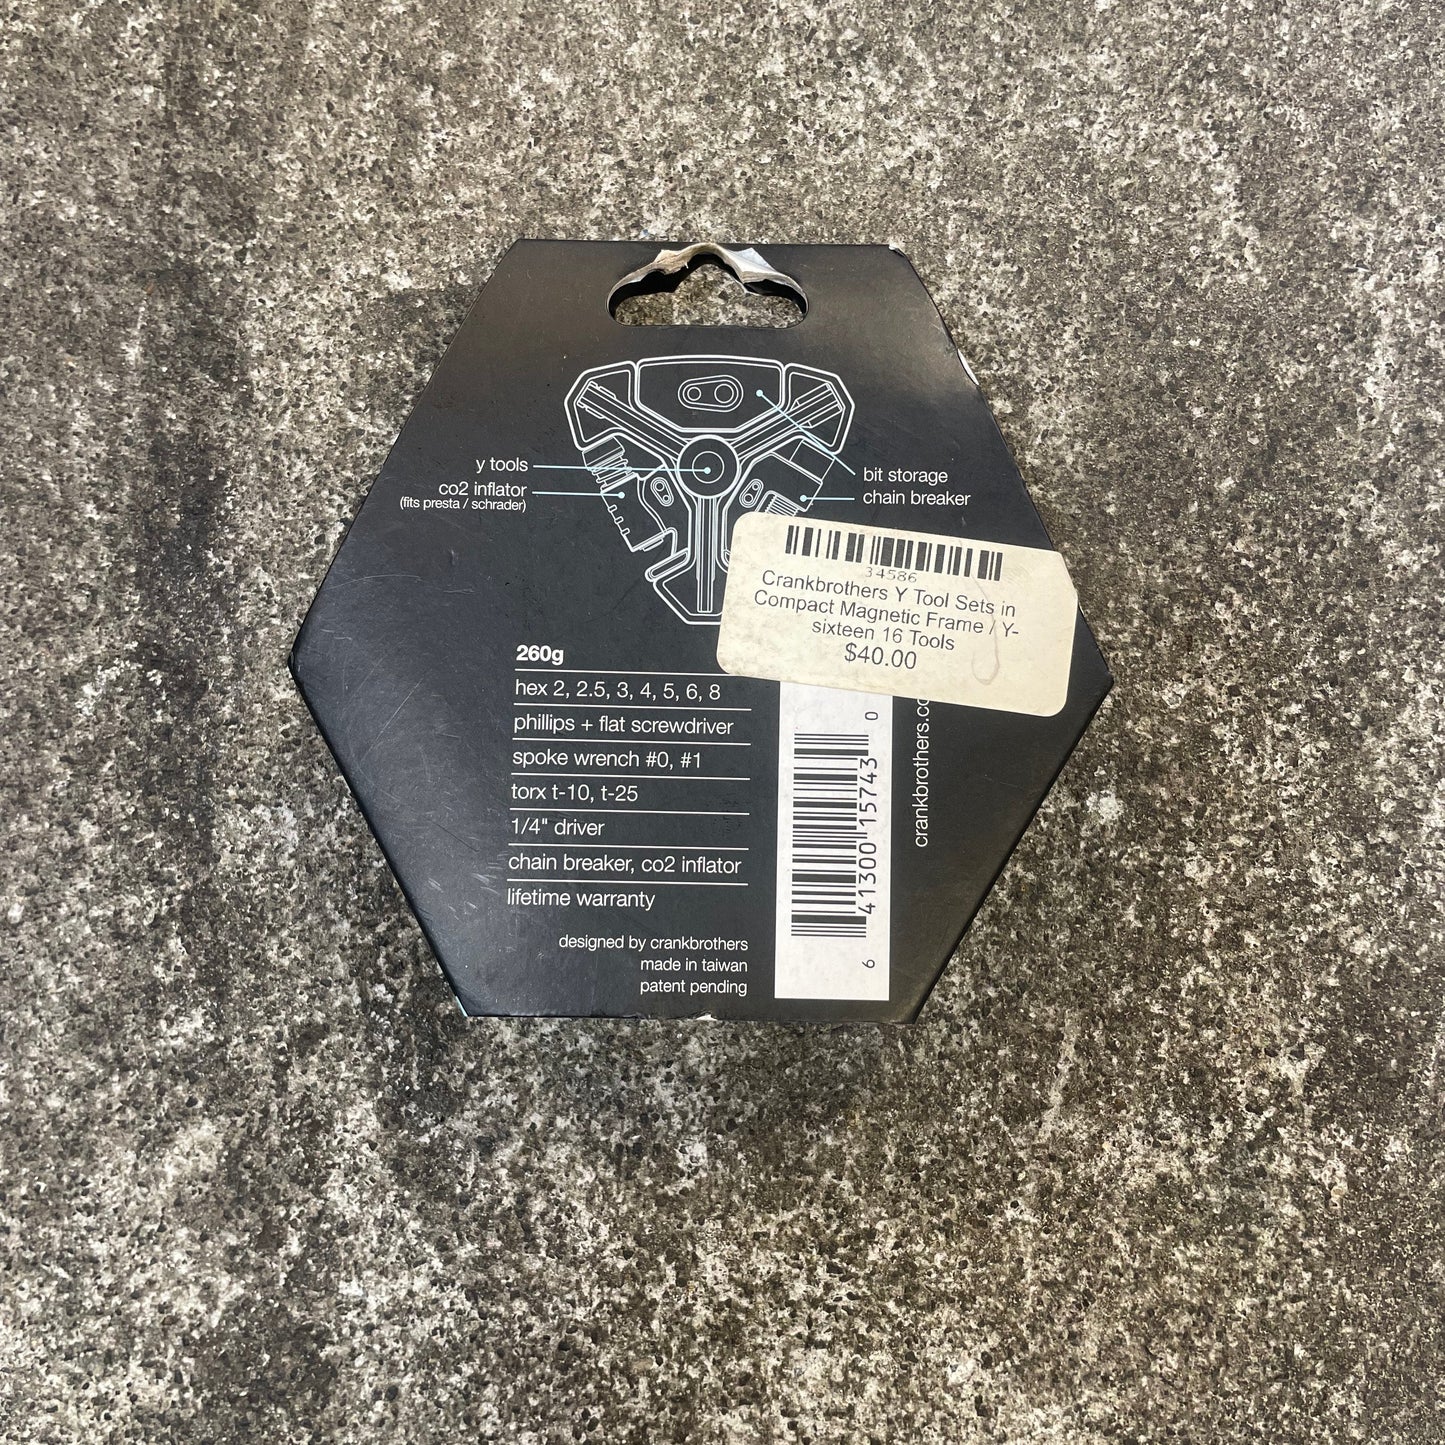 y tools
co2 inflator
(fits presta / schrader)
bit storage
chain breaker
34586
Crankbrothers Y Tool Sets in
Compact Magnetic Frame / Y-
sixteen 16 Tools
$40.00
260g
hex 2, 2.5, 3, 4, 5, 6, 8
phillips + flat screwdriver
spoke wrench #0, #1
torx t-10, t-25
1/4" driver
chain breaker, co2 inflator
lifetime warranty
designed by crankbrothers
made in taiwan
patent pending
6 41300 15743 0
crankbrothers.co